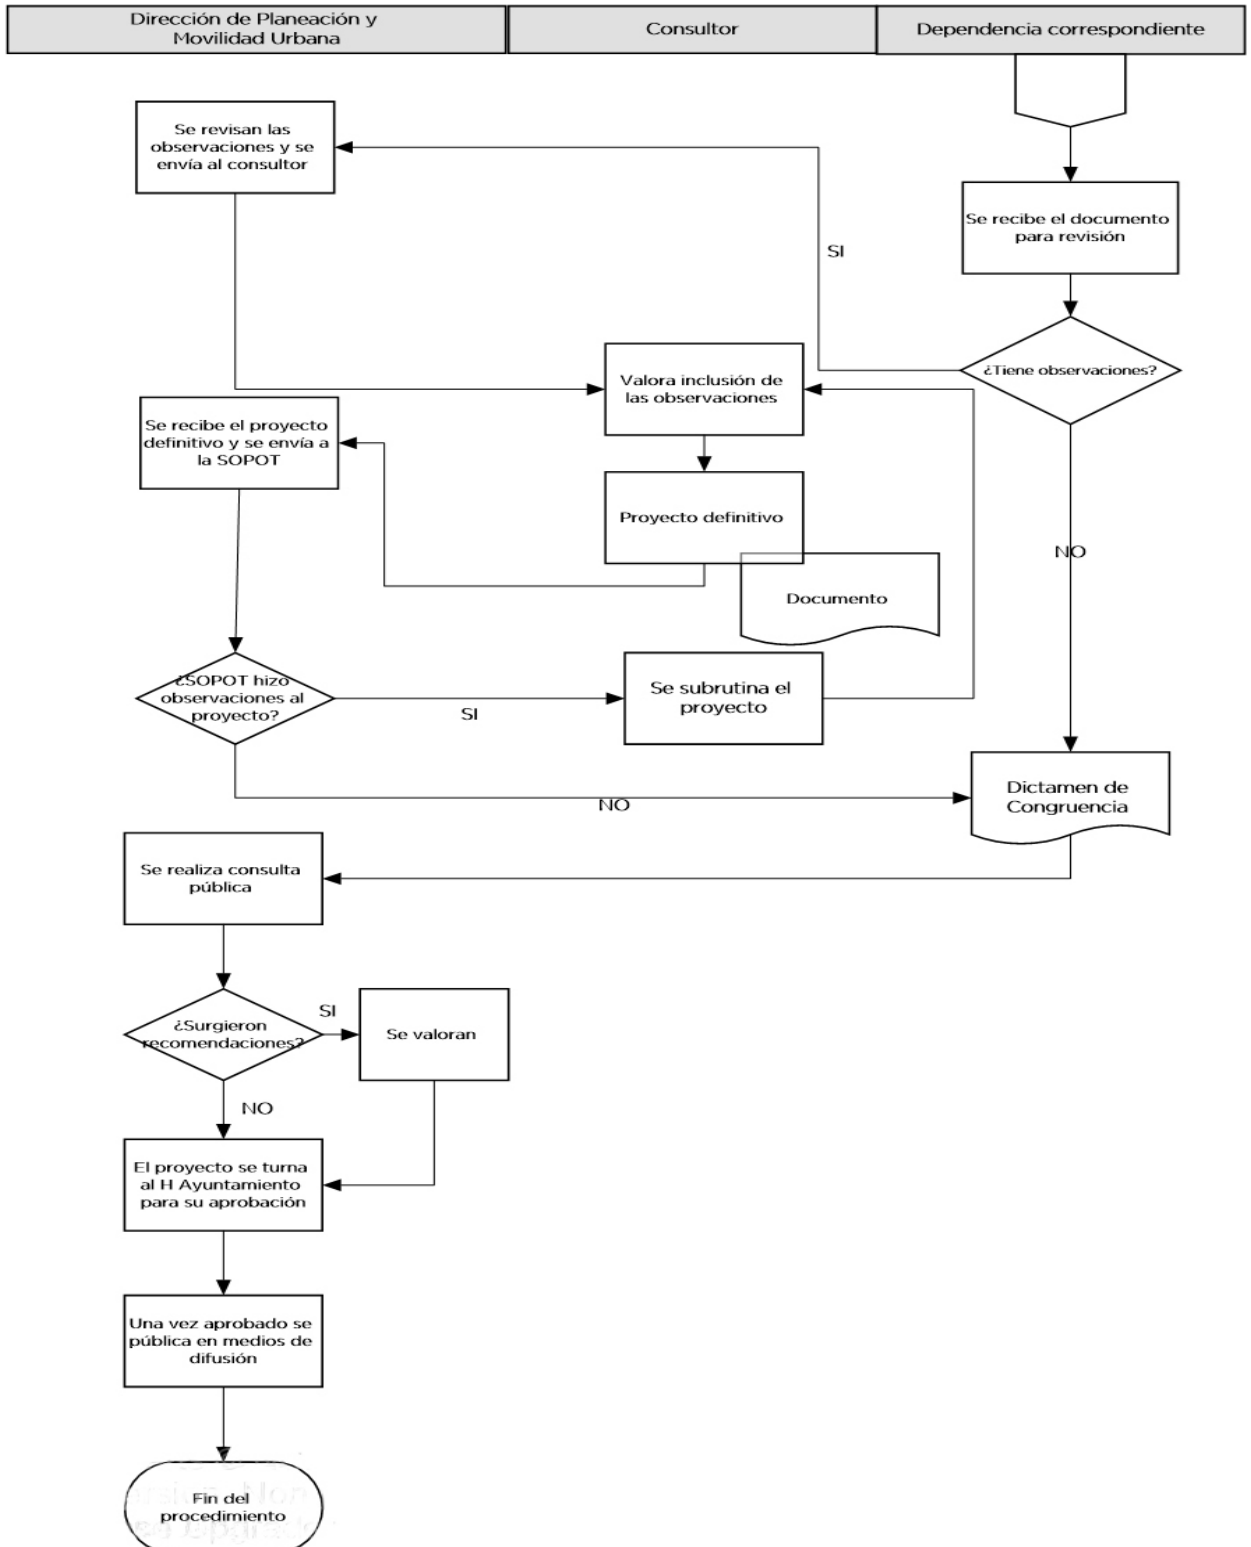 Dirección de Planeación y
Movilidad Urbana
Consultor
Dependencia correspondiente
Se revisan las
observaciones y se
envía al consultor
Se recibe el documento
para revisión
SI
¿Tiene observaciones?
Valora inclusión de
las observaciones
Se recibe el proyecto
definitivo y se envía a
la SOPOT
Proyecto definitivo
NO
Documento
¿SOPOT hizo
observaciones al
proyecto?
SI
Se subrutina el
proyecto
Dictamen de
Congruencia
NO
Se realiza consulta
pública
¿Surgieron
recomendaciones?
SI
Se valoran
NO
El proyecto se turna
al H Ayuntamiento
para su aprobación
Una vez aprobado se
pública en medios de
difusión
Fin del
procedimiento